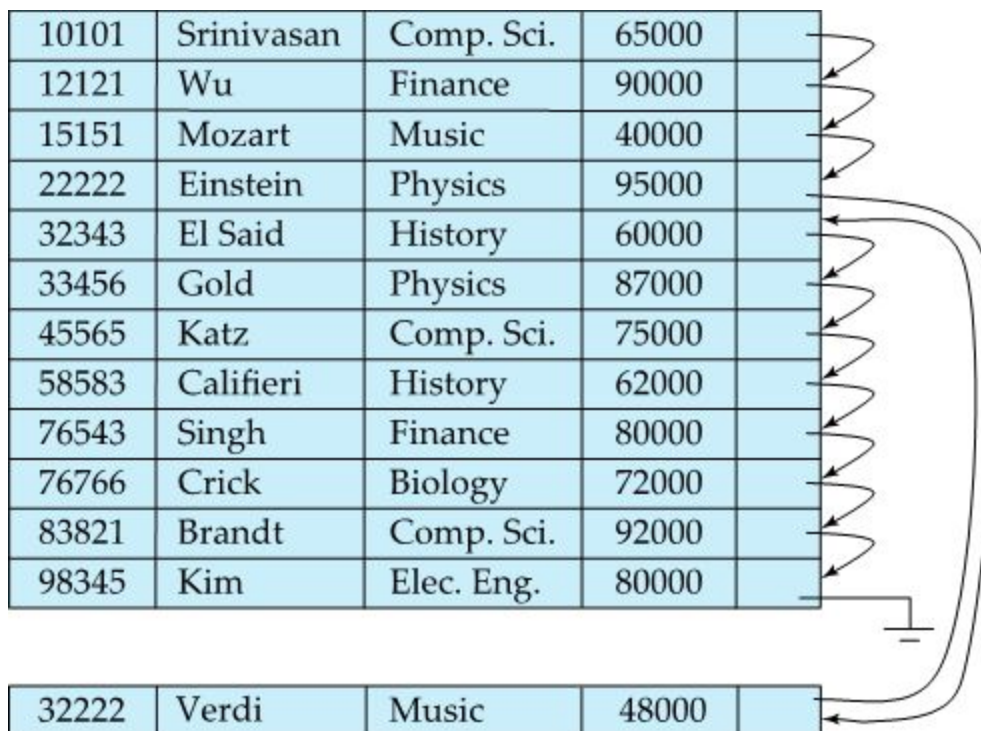 10101 Srinivasan Comp. Sci. 65000
12121 Wu Finance 90000
15151 Mozart Music 40000
22222 Einstein Physics 95000
32343 El Said History 60000
33456 Gold Physics 87000
45565 Katz Comp. Sci. 75000
58583 Califieri History 62000
76543 Singh Finance 80000
76766 Crick Biology 72000
83821 Brandt Comp. Sci. 92000
98345 Kim Elec. Eng. 80000
32222 Verdi Music 48000